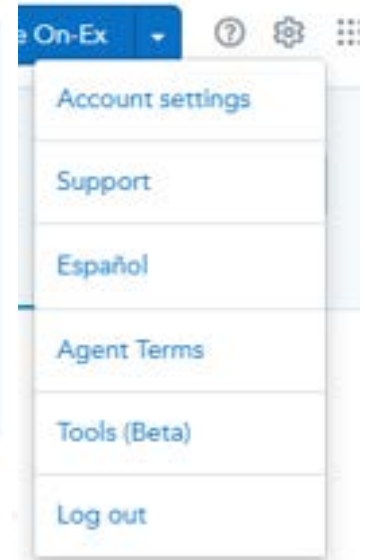 e On-Ex
Account settings
Support
Español
Agent Terms
Tools (Beta)
Log out